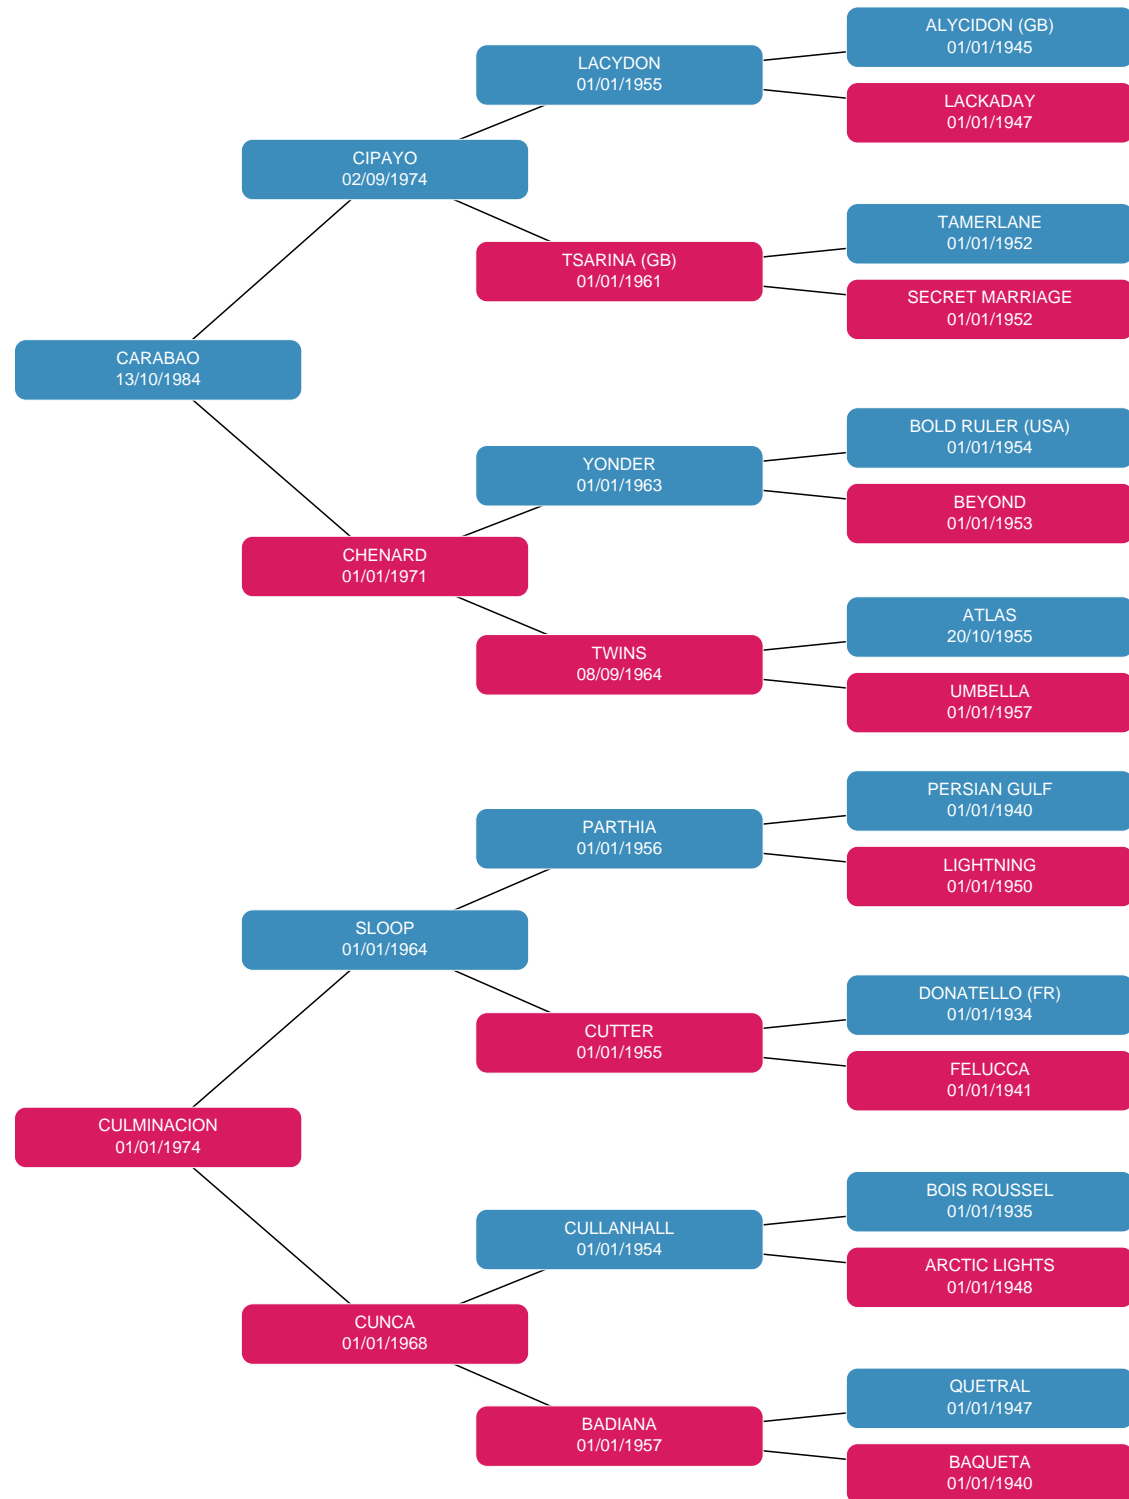 ALYCIDON (GB)
01/01/1945
LACYDON
01/01/1955
LACKADAY
01/01/1947
CIPAYO
02/09/1974
TAMERLANE
01/01/1952
TSARINA (GB)
01/01/1961
SECRET MARRIAGE
01/01/1952
CARABAO
13/10/1984
BOLD RULER (USA)
01/01/1954
YONDER
01/01/1963
BEYOND
01/01/1953
CHENARD
01/01/1971
ATLAS
20/10/1955
TWINS
08/09/1964
UMBELLA
01/01/1957
PERSIAN GULF
01/01/1940
PARTHIA
01/01/1956
LIGHTNING
01/01/1950
SLOOP
01/01/1964
DONATELLO (FR)
01/01/1934
CUTTER
01/01/1955
FELUCCA
01/01/1941
CULMINACION
01/01/1974
BOIS ROUSSEL
01/01/1935
CULLANHALL
01/01/1954
ARCTIC LIGHTS
01/01/1948
CUNCA
01/01/1968
QUETRAL
01/01/1947
BADIANA
01/01/1957
BAQUETA
01/01/1940